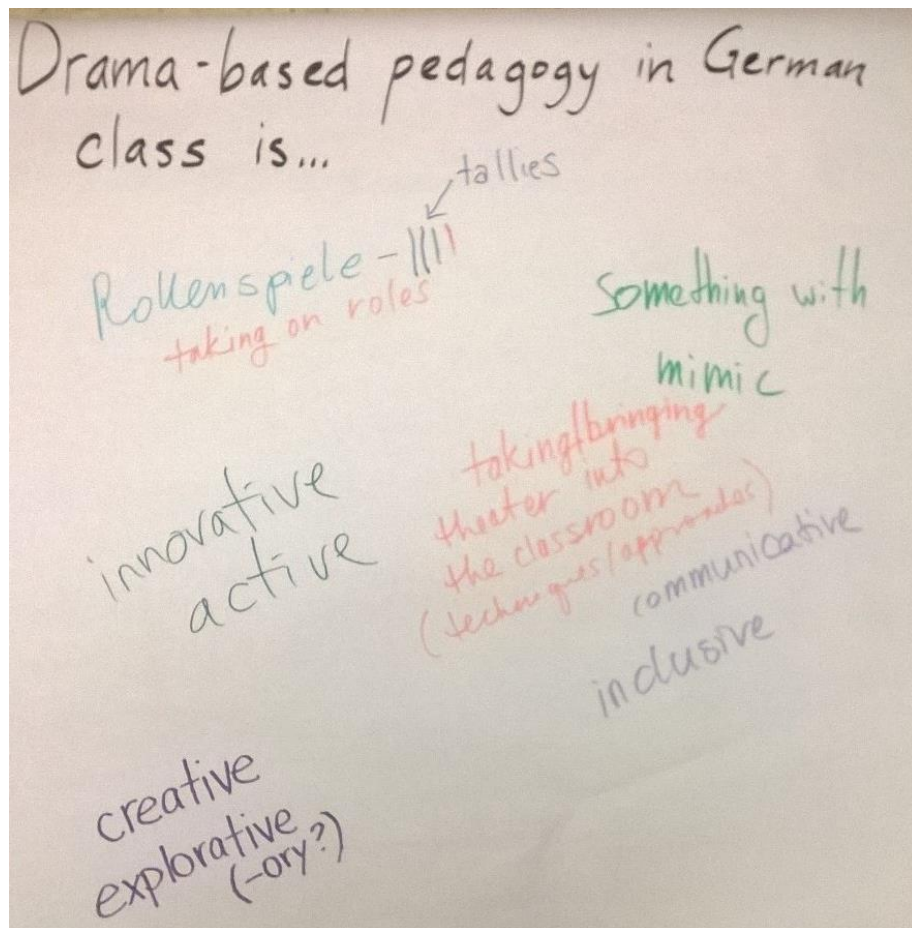 Drama-based pedagogy in German
class is...
tallies
Rollenspiele - |||||
taking on roles
Something with
mimic
taking/bringing
theater into
the classroom
(techniques/approaches)
innovative
active
communicative
inclusive
creative
explorative
(-ory?)